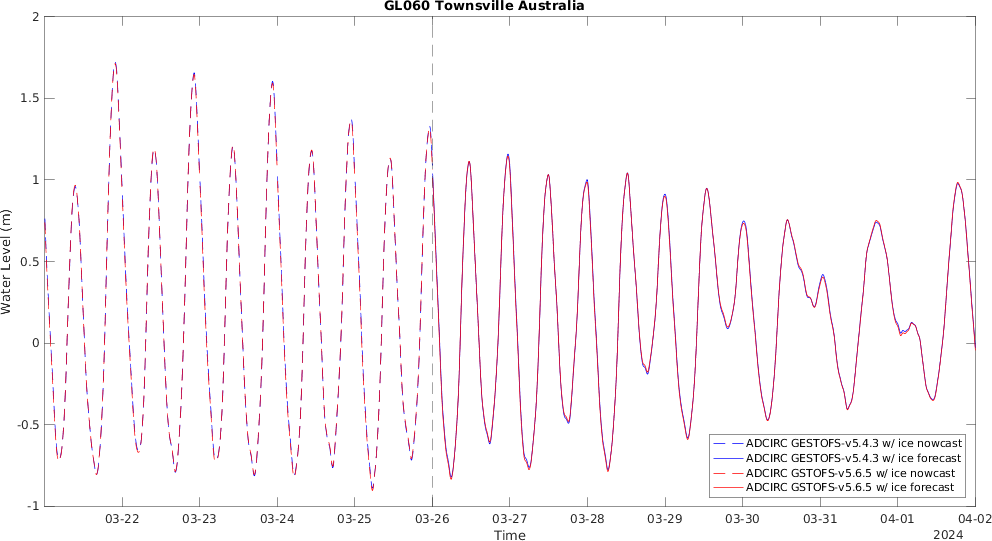 GL060 Townsville Australia
2
1.5
1
0.5
0
-0.5
-1
Water Level (m)
03-22 03-23 03-24 03-25 03-26 03-27 03-28 03-29 03-30 03-31 04-01 04-02
Time
2024
ADCIRC GESTOFS-v5.4.3 w/ ice nowcast
ADCIRC GESTOFS-v5.4.3 w/ ice forecast
ADCIRC GSTOFS-v5.6.5 w/ ice nowcast
ADCIRC GSTOFS-v5.6.5 w/ ice forecast